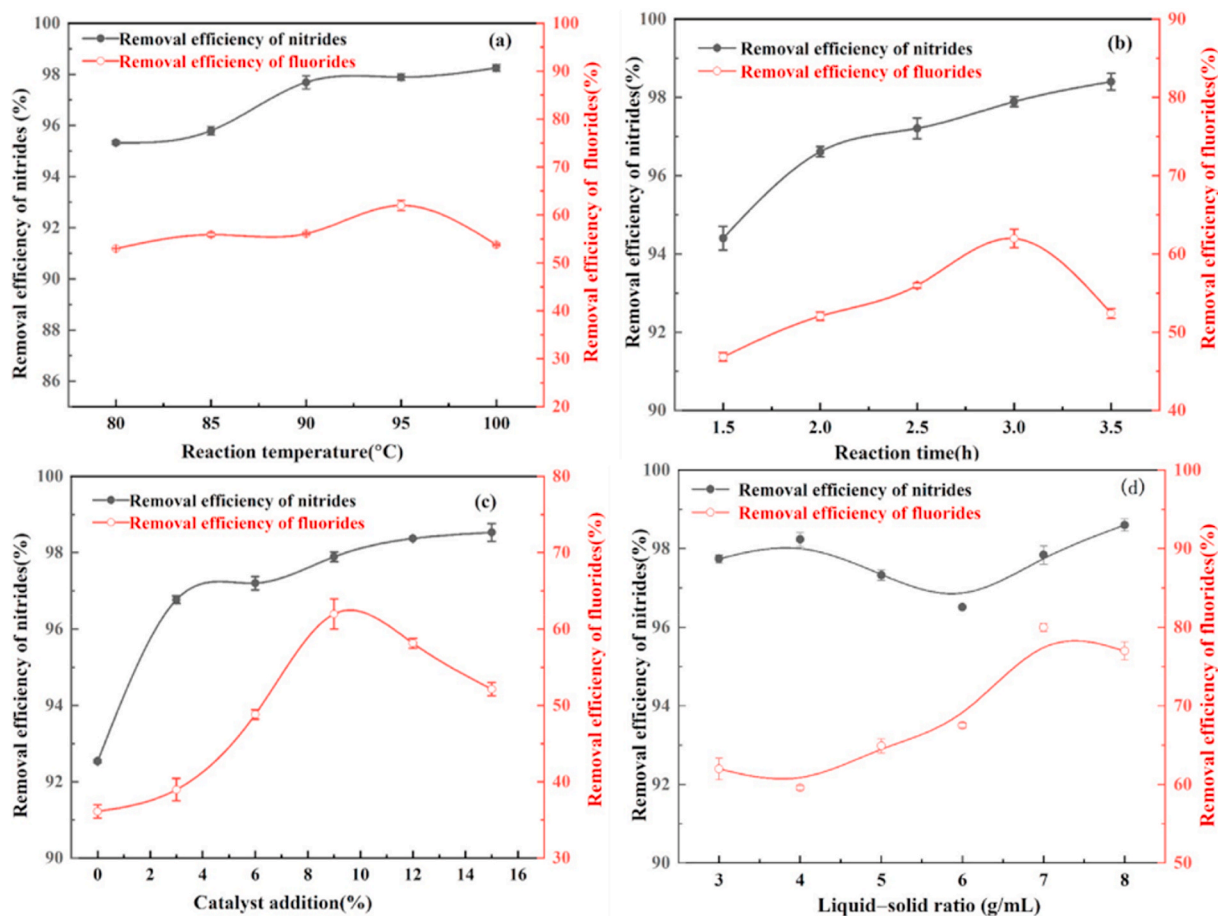 (a)
Removal efficiency of nitrides
Removal efficiency of fluorides
Removal efficiency of nitrides (%)
98
96
94
92
90
88
86
100
90
80
70
60
50
40
30
20
Removal efficiency of fluorides(%)
80 85 90 95 100
Reaction temperature(°C)
(b)
Removal efficiency of nitrides
Removal efficiency of fluorides
Removal efficiency of nitrides(%)
100
98
96
94
92
90
90
80
70
60
50
40
Removal efficiency of fluorides(%)
1.5 2.0 2.5 3.0 3.5
Reaction time(h)
(c)
Removal efficiency of nitrides
Removal efficiency of fluorides
Removal efficiency of nitrides(%)
100
98
96
94
92
90
80
70
60
50
40
30
Removal efficiency of fluorides(%)
0 2 4 6 8 10 12 14 16
Catalyst addition(%)
(d)
Removal efficiency of nitrides
Removal efficiency of fluorides
Removal efficiency of nitrides(%)
100
98
96
94
92
90
100
90
80
70
60
50
Removal efficiency of fluorides(%)
3 4 5 6 7 8
Liquid–solid ratio (g/mL)